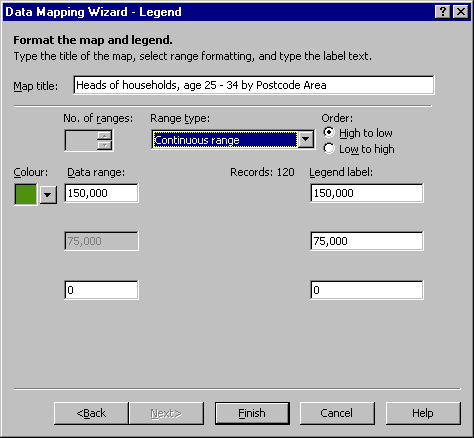 Data Mapping Wizard - Legend
Format the map and legend.
Type the title of the map, select range formatting, and type the label text.
Map title: Heads of households, age 25 - 34 by Postcode Area
No. of ranges: Range type: Order:
Continuous range High to low
Low to high
Colour: Data range: Records: 120 Legend label:
150,000 150,000
75,000 75,000
0 0
<Back Next> Finish Cancel Help